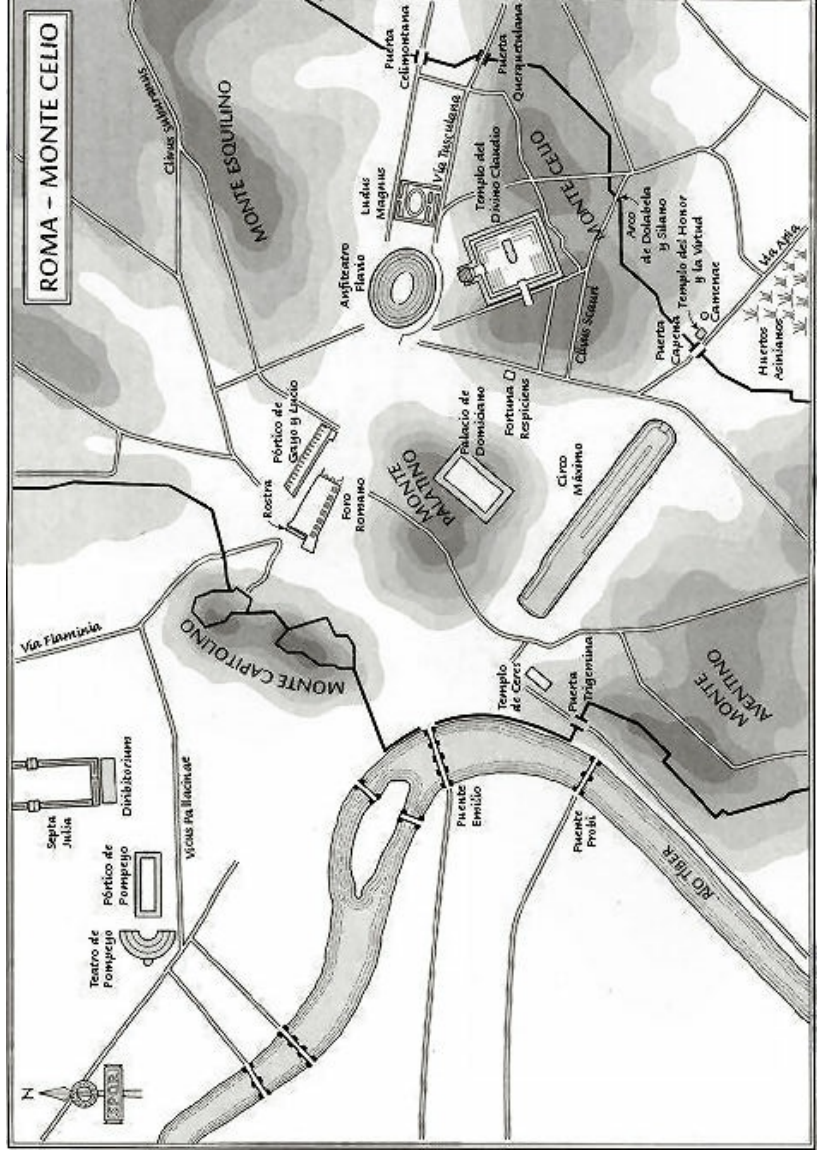 ROMA – MONTE CELIO
Clivus Suburanus
MONTE ESQUILINO
Puerta
Celimontana
Puerta
Querquetulana
Ludus
Magnus
Vía Tusculana
Anfiteatro
Flavio
Templo del
Divino Claudio
MONTE CELIO
Arco
de Dolabela
y Silano
Templo del Honor
y la Virtud
Camenae
Vía Apia
Puerta
Capena
Huertos
Asinianos
Clivus Scauri
Fortuna
Respiciens
Pórtico de
Gayo y Lucio
Rostra
Foro
Romano
MONTE
PALATINO
Palacio de
Domiciano
Circo
Máximo
Vía Flaminia
MONTE CAPITOLINO
Templo
de Ceres
Puerta
Trigemina
MONTE
AVENTINO
Septa
Julia
Diribitorium
Vicus Pallacinae
Pórtico de
Pompeyo
Teatro de
Pompeyo
Puente
Emilio
Puente
Probi
RÍO TÍBER
N
SPQR